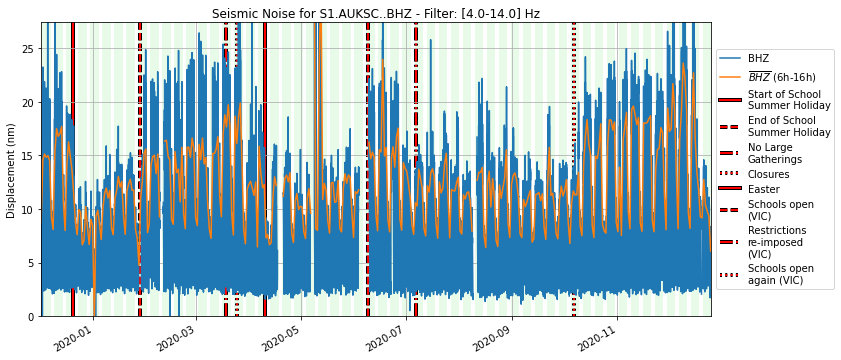 Seismic Noise for S1.AUKSC..BHZ - Filter: [4.0-14.0] Hz
Displacement (nm)
25
20
15
10
5
0
2020-01
2020-03
2020-05
2020-07
2020-09
2020-11
BHZ
BHZ (6h-16h)
Start of School
Summer Holiday
End of School
Summer Holiday
No Large
Gatherings
Closures
Easter
Schools open
(VIC)
Restrictions
re-imposed
(VIC)
Schools open
again (VIC)